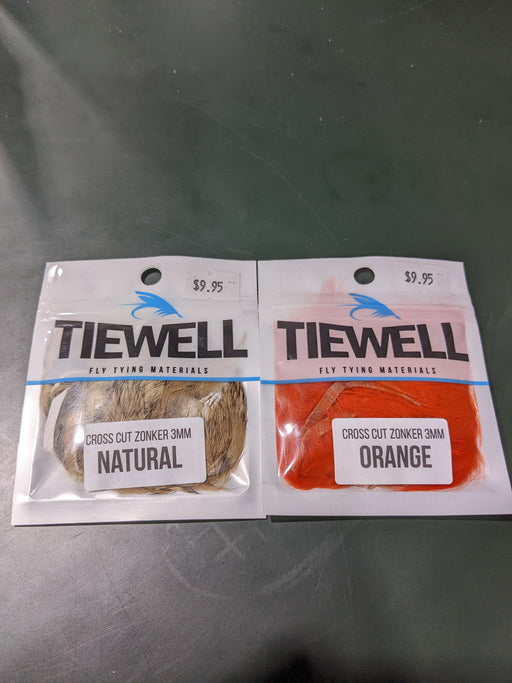 $9.95
TIEWELL
FLY TYING MATERIALS
CROSS CUT ZONKER 3MM
NATURAL
$9.95
TIEWELL
FLY TYING MATERIALS
CROSS CUT ZONKER 3MM
ORANGE